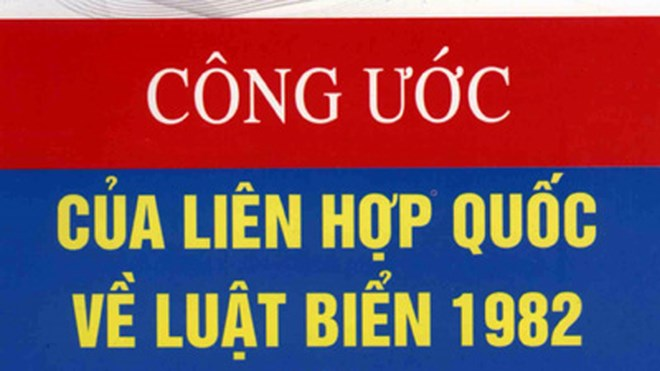 CÔNG ƯỚC
CỦA LIÊN HỢP QUỐC
VỀ LUẬT BIỂN 1982